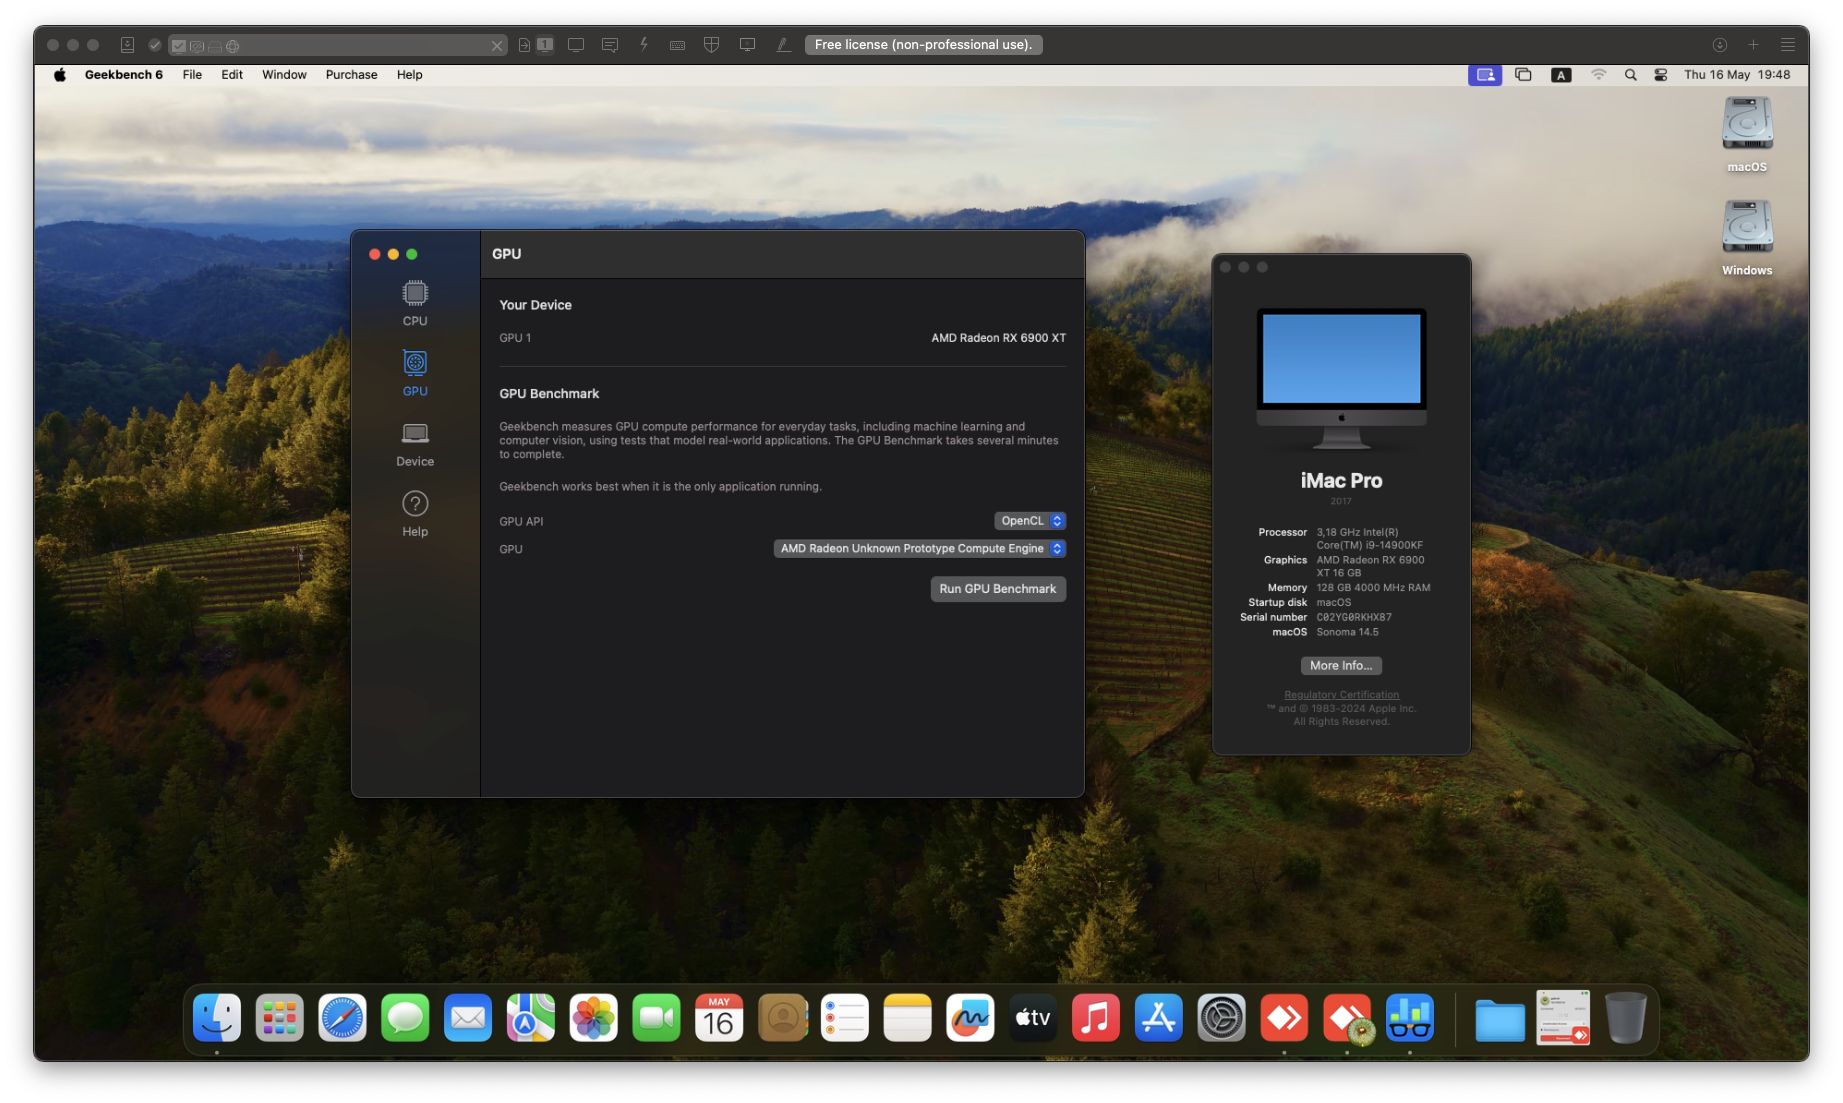 1
Free license (non-professional use).
Geekbench 6 File Edit Window Purchase Help
A Thu 16 May 19:48
macOS
Windows
GPU
CPU
GPU
Device
?
Help
Your Device
GPU 1 AMD Radeon RX 6900 XT
GPU Benchmark
Geekbench measures GPU compute performance for everyday tasks, including machine learning and
computer vision, using tests that model real-world applications. The GPU Benchmark takes several minutes
to complete.
Geekbench works best when it is the only application running.
GPU API OpenCL
GPU AMD Radeon Unknown Prototype Compute Engine
Run GPU Benchmark
iMac Pro
2017
Processor 3,18 GHz Intel(R)
Core(TM) i9-14900KF
Graphics AMD Radeon RX 6900
XT 16 GB
Memory 128 GB 4000 MHz RAM
Startup disk macOS
Serial number C02YG0RKHX87
macOS Sonoma 14.5
More Info...
Regulatory Certification
™ and © 1983-2024 Apple Inc.
All Rights Reserved.
MAY
16
tv